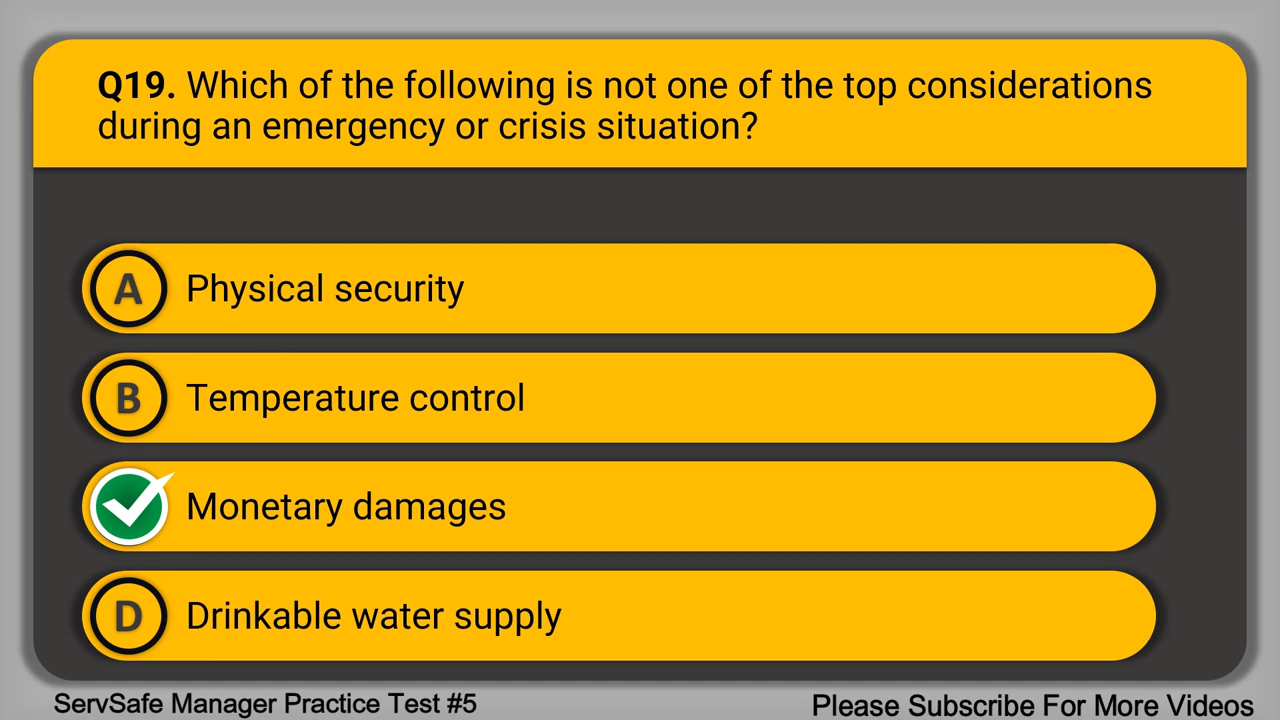 Q19. Which of the following is not one of the top considerations
during an emergency or crisis situation?
A Physical security
B Temperature control
Monetary damages
D Drinkable water supply
ServSafe Manager Practice Test #5
Please Subscribe For More Videos